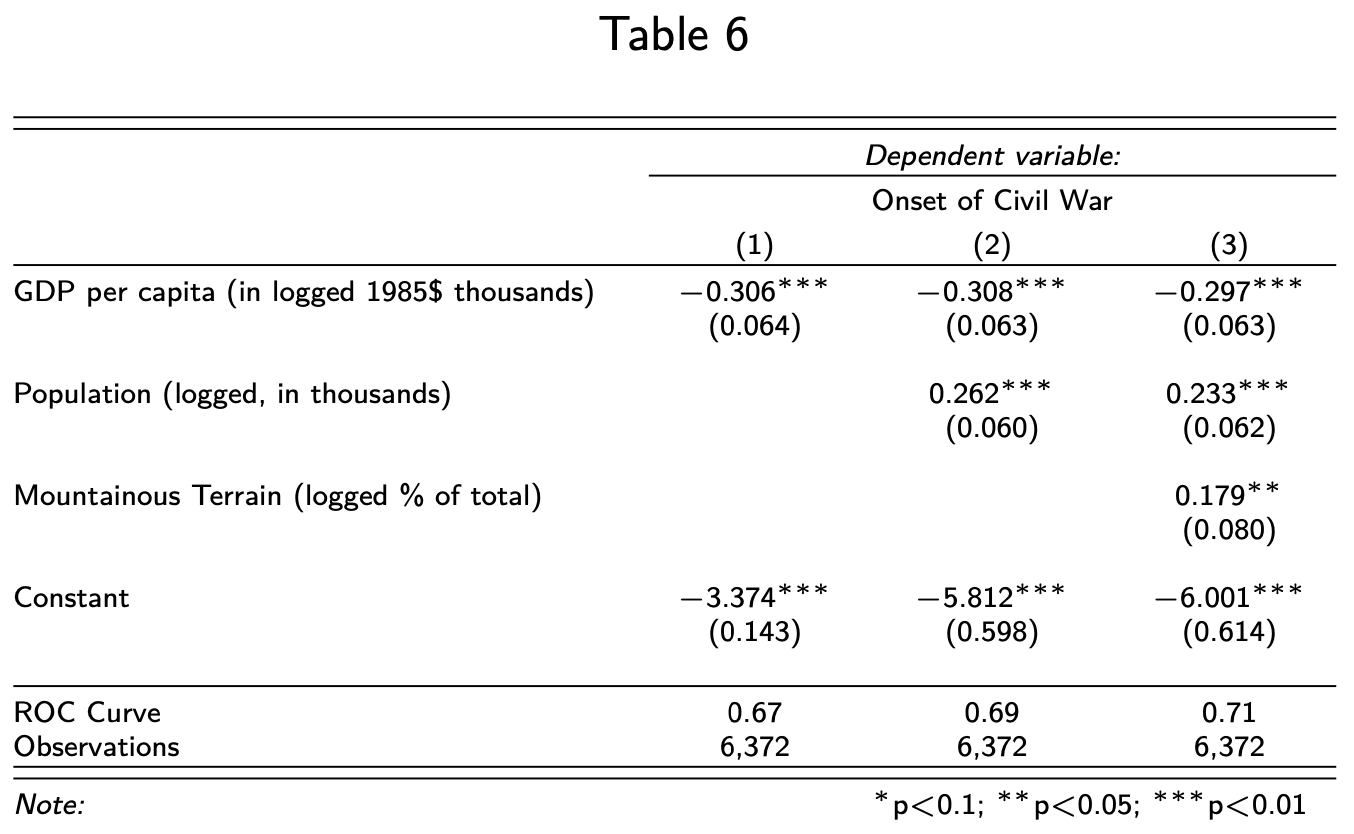 Table 6
Dependent variable:
Onset of Civil War
(1) (2) (3)
GDP per capita (in logged 1985$ thousands) −0.306*** −0.308*** −0.297***
(0.064) (0.063) (0.063)
Population (logged, in thousands) 0.262*** 0.233***
(0.060) (0.062)
Mountainous Terrain (logged % of total) 0.179**
(0.080)
Constant −3.374*** −5.812*** −6.001***
(0.143) (0.598) (0.614)
ROC Curve 0.67 0.69 0.71
Observations 6,372 6,372 6,372
Note: *p<0.1; **p<0.05; ***p<0.01